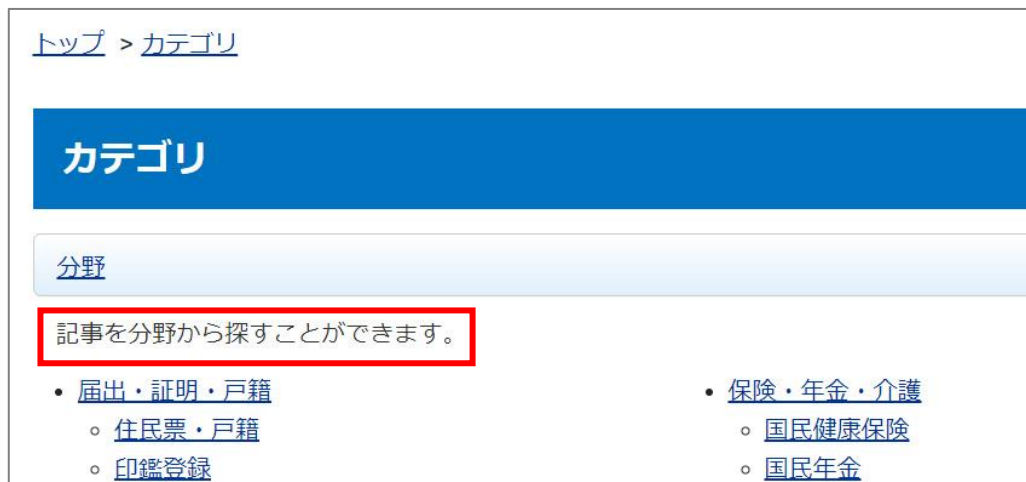 トップ > カテゴリ
カテゴリ
分野
記事を分野から探すことができます。
• 届出・証明・戸籍
◦ 住民票・戸籍
◦ 印鑑登録
• 保険・年金・介護
◦ 国民健康保険
◦ 国民年金